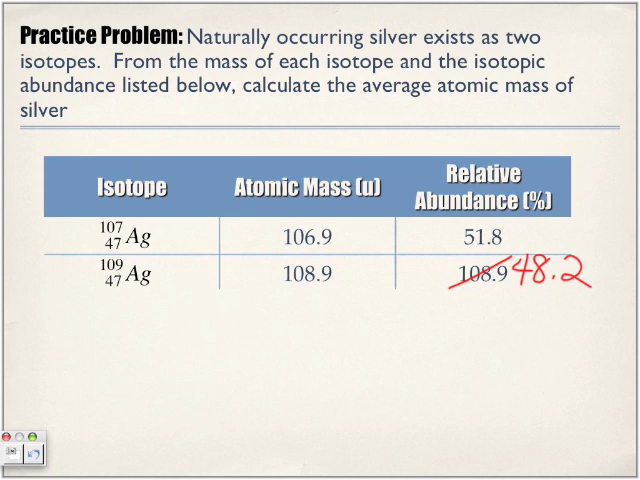 Practice Problem: Naturally occurring silver exists as two
isotopes. From the mass of each isotope and the isotopic
abundance listed below, calculate the average atomic mass of
silver
Isotope Atomic Mass (u) Relative Abundance (%)
107 47 Ag 106.9 51.8
109 47 Ag 108.9 108.9 48.2